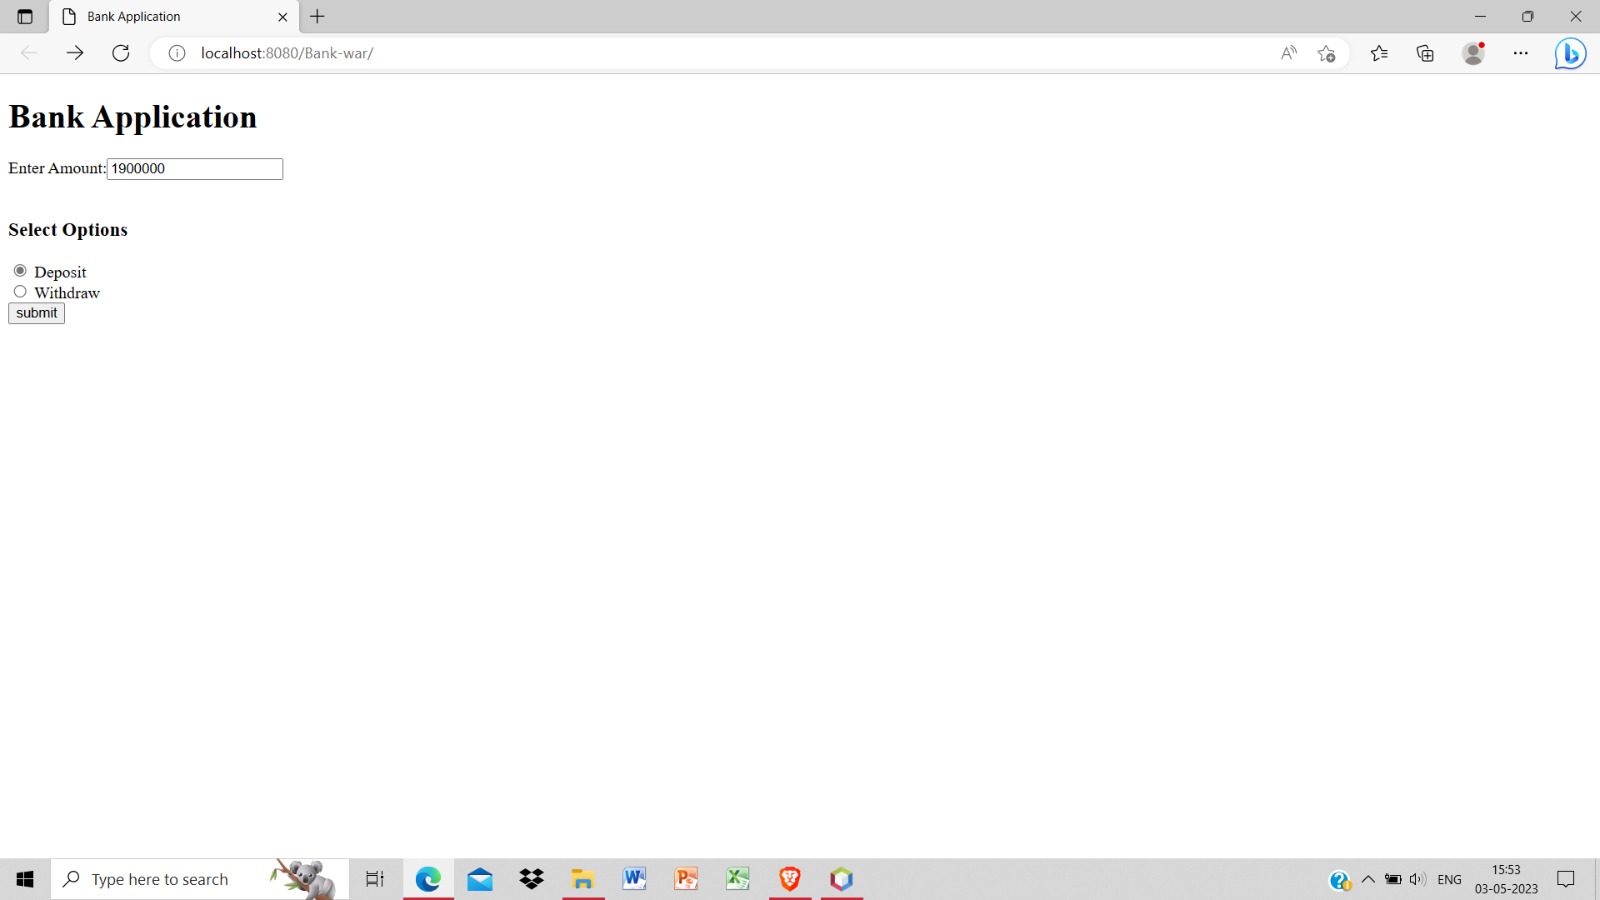 Bank Application
localhost:8080/Bank-war/
Bank Application
Enter Amount: 1900000
Select Options
Deposit
Withdraw
submit
Type here to search
ENG
15:53
03-05-2023